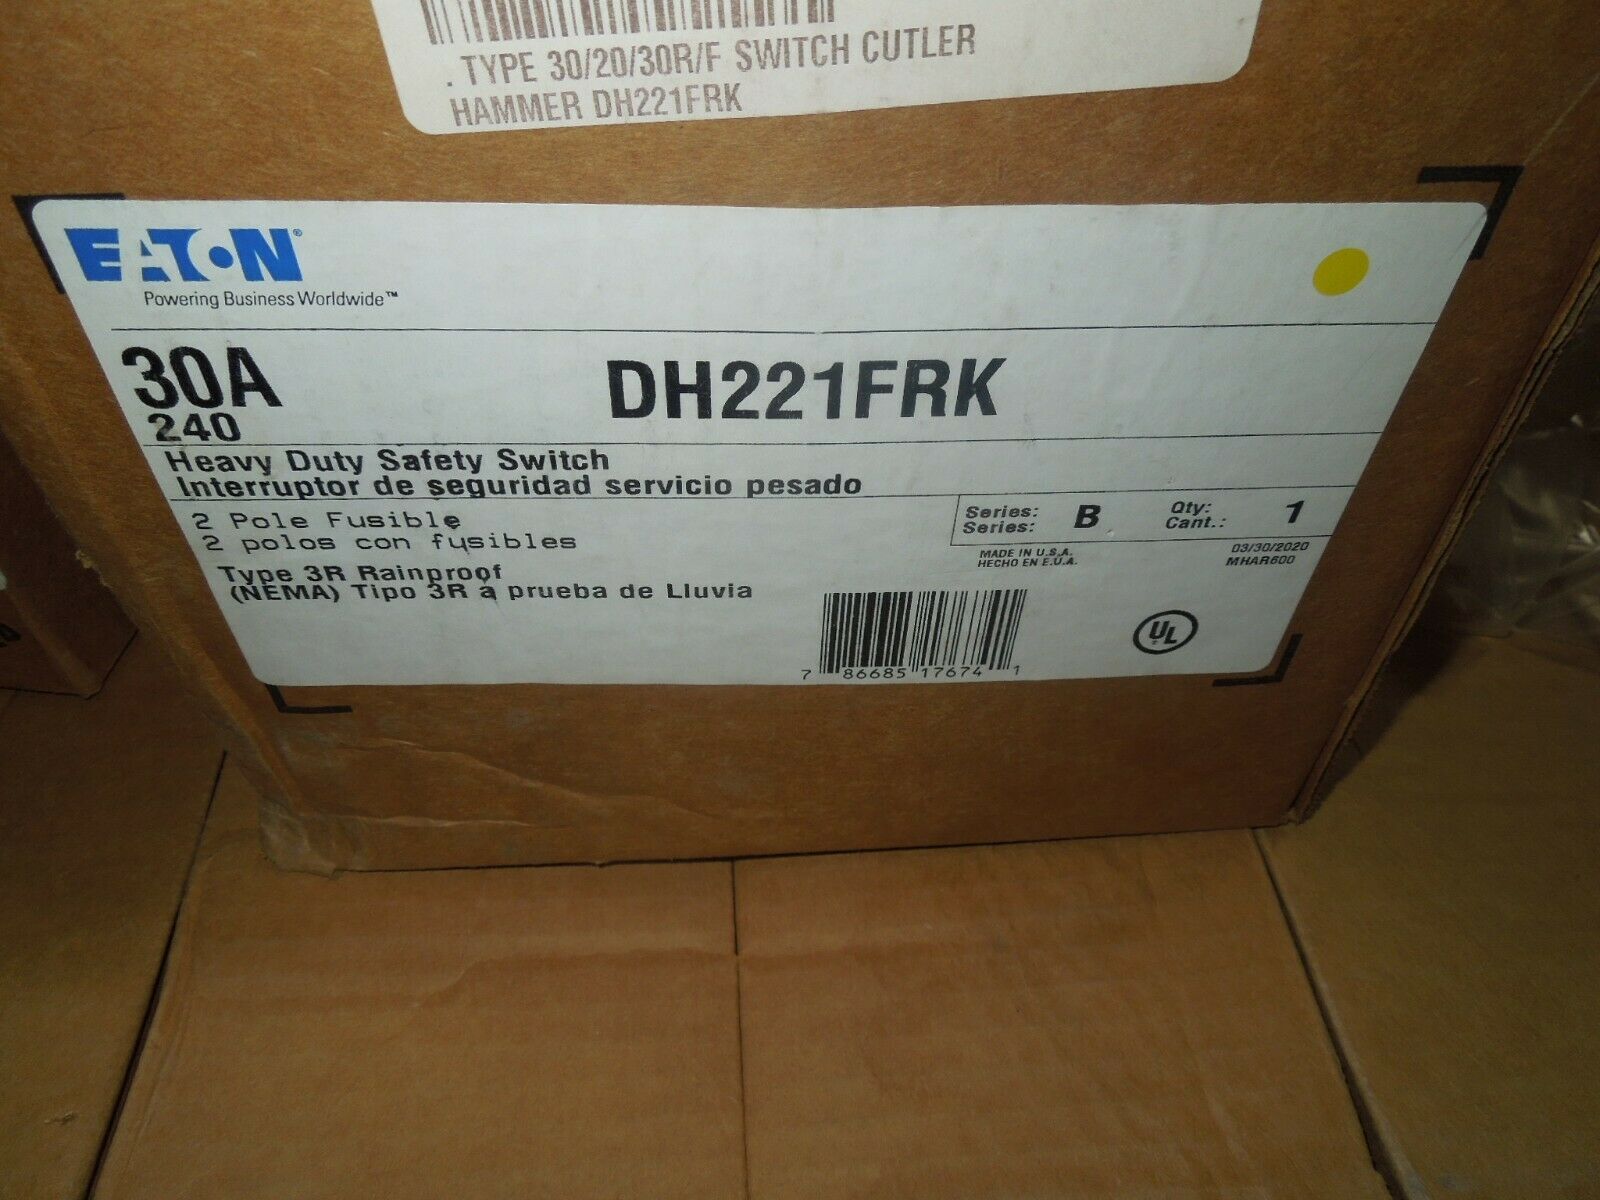 . TYPE 30/20/30R/F SWITCH CUTLER
HAMMER DH221FRK
EATON®
Powering Business Worldwide™
30A
240
DH221FRK
Heavy Duty Safety Switch
Interruptor de seguridad servicio pesado
2 Pole Fusible
2 polos con fusibles
Type 3R Rainproof
(NEMA) Tipo 3R a prueba de Lluvia
Series:
Series:
B
Qty:
Cant.:
1
MADE IN U.S.A.
HECHO EN E.U.A.
03/30/2020
MHAR600
7 86685 17674 1
UL